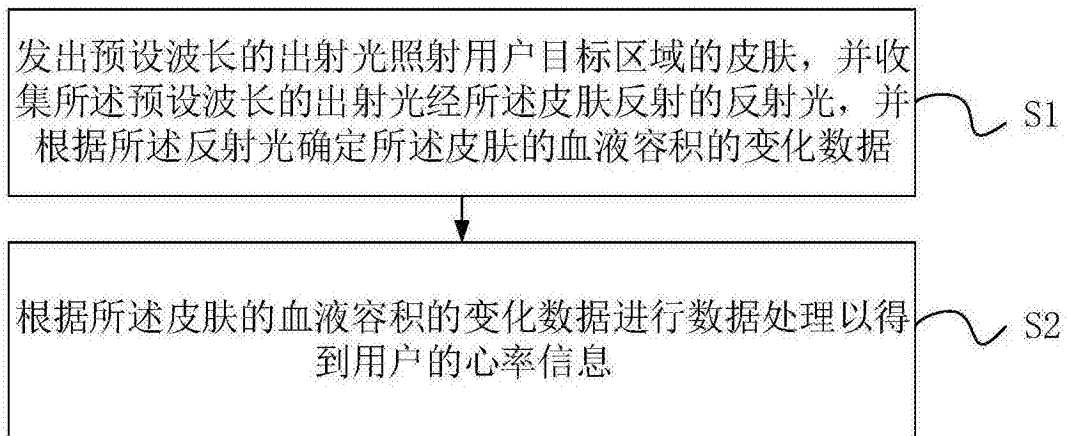 发出预设波长的出射光照射用户目标区域的皮肤，并收
集所述预设波长的出射光经所述皮肤反射的反射光，并
根据所述反射光确定所述皮肤的血液容积的变化数据
S1
根据所述皮肤的血液容积的变化数据进行数据处理以得
到用户的心率信息
S2